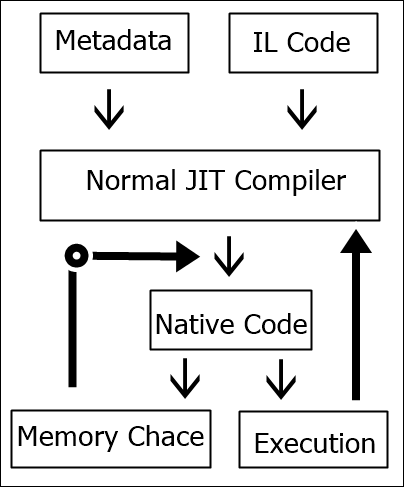 Metadata
IL Code
Normal JIT Compiler
Native Code
Memory Chace
Execution